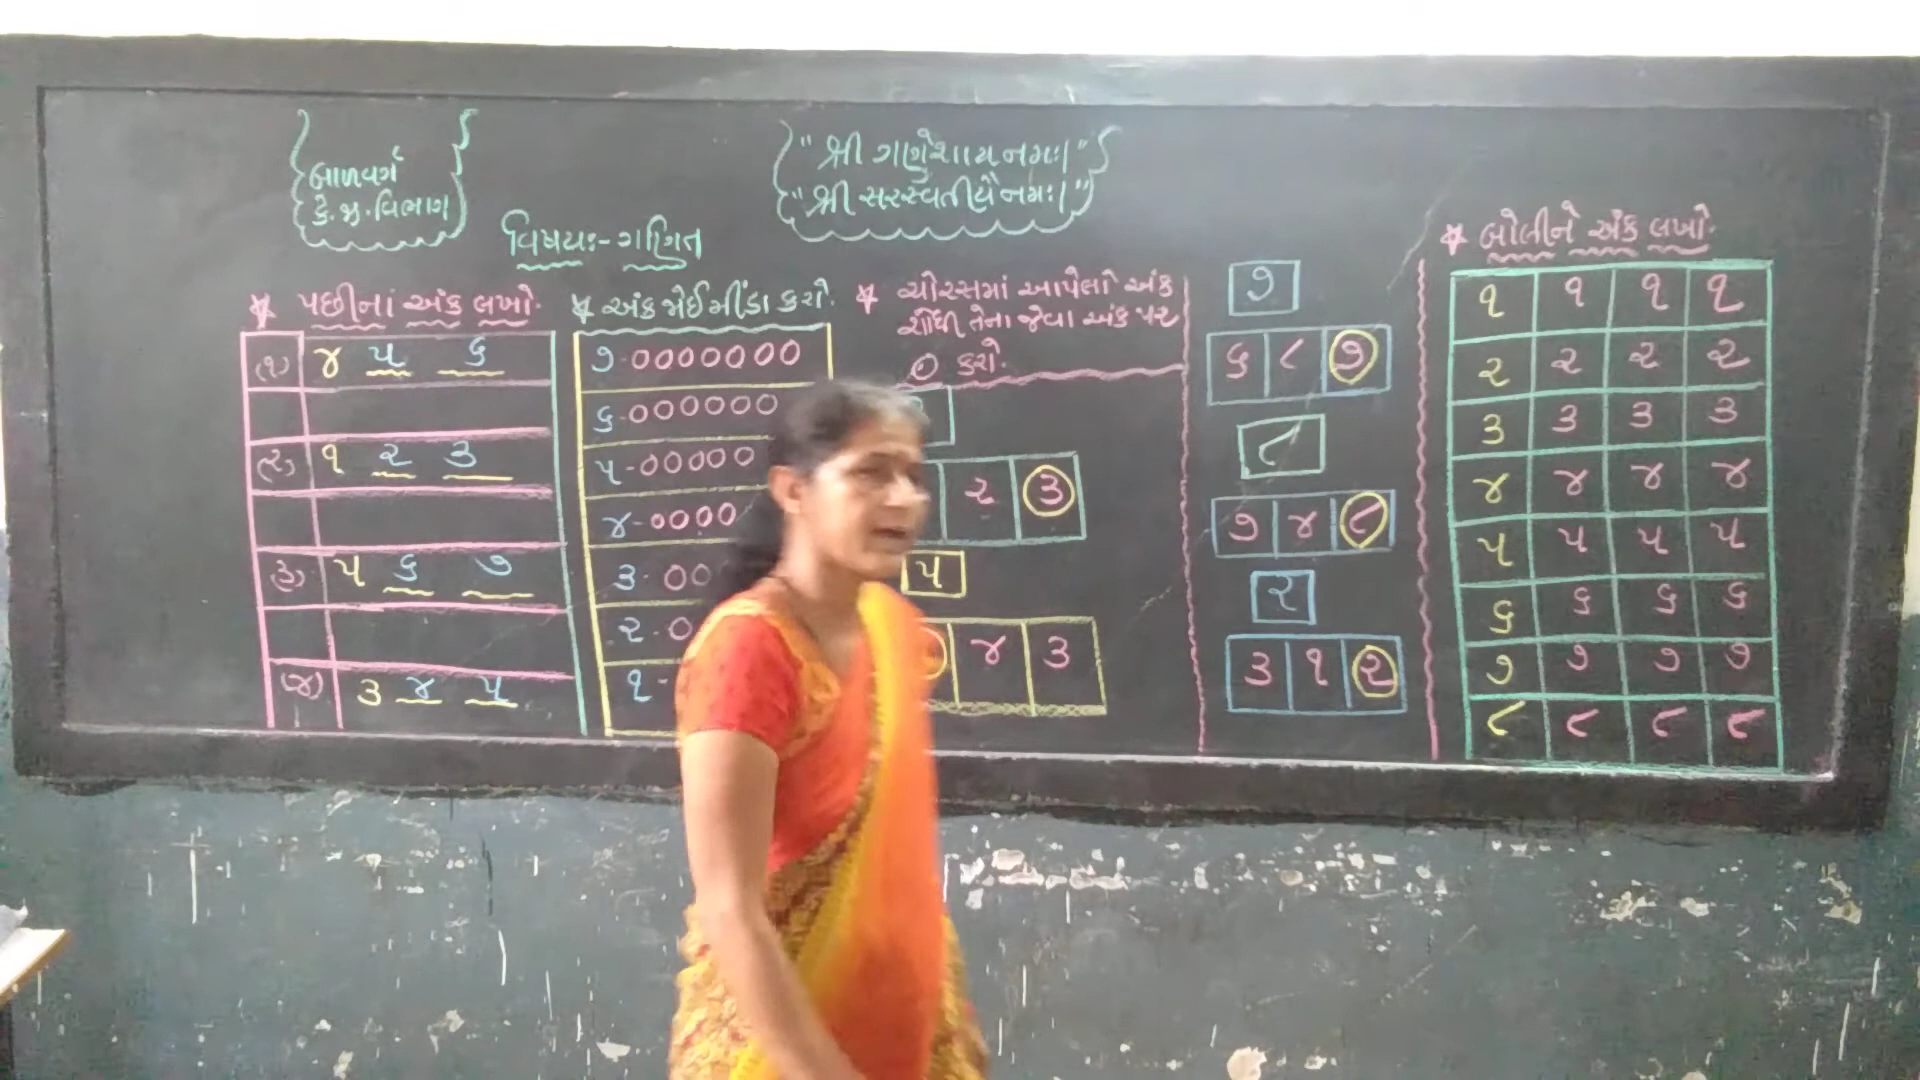 બાળવર્ગ
કે.જી.વિભાગ
"શ્રી ગણેશાય નમઃ।"
"શ્રી સરસ્વતીયૈ નમઃ।"
વિષયઃ- ગણિત
* પછીનાં અંક લખો.
(૧) ૪ ૫ ૬
(૨) ૧ ૨ ૩
(૩) ૫ ૬ ૭
(૪) ૩ ૪ ૫
* અંક જોઈ મીંડા કરો.
૭-૦૦૦૦૦૦૦
૬-૦૦૦૦૦૦
૫-૦૦૦૦૦
૪-૦૦૦૦
૩-૦૦
૨-૦
૧-
* ચોરસમાં આપેલો અંક
શોધી તેના જેવા અંક પર
૦ કરો.
૨ ૩
૫
૪ ૩
૭
૬ ૮ ૭
૮
૭ ૪ ૮
૨
૩ ૧ ૨
* બોલીને અંક લખો.
૧ ૧ ૧ ૧
૨ ૨ ૨ ૨
૩ ૩ ૩ ૩
૪ ૪ ૪ ૪
૫ ૫ ૫ ૫
૬ ૬ ૬ ૬
૭ ૭ ૭ ૭
૮ ૮ ૮ ૮